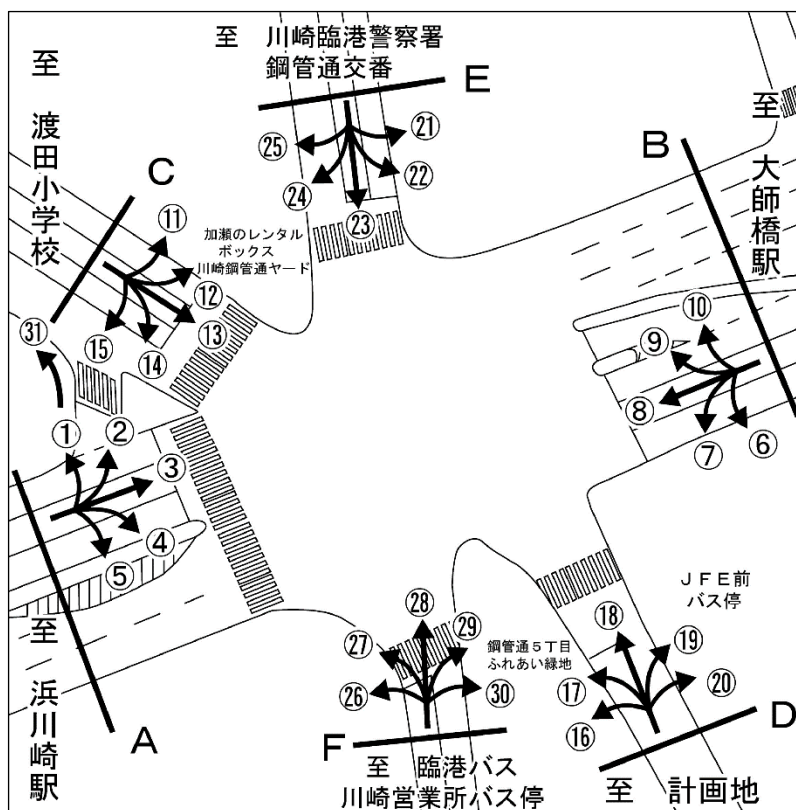 至 川崎臨港警察署
鋼管通交番
E
至 渡田小学校
C
B
至 大師橋駅
㉕
㉑
㉔
㉒
㉓
⑪
加瀬のレンタル
ボックス
川崎鋼管通ヤード
⑫
⑬
⑭
⑮
㉛
⑩
⑨
⑧
⑦
⑥
①
②
③
④
⑤
JFE前
バス停
至 浜川崎駅
A
㉗
㉘
㉙
㉖
㉚
鋼管通5丁目
ふれあい緑地
⑱
⑲
⑰
⑳
⑯
D
F
至 臨港バス
川崎営業所バス停
至 計画地